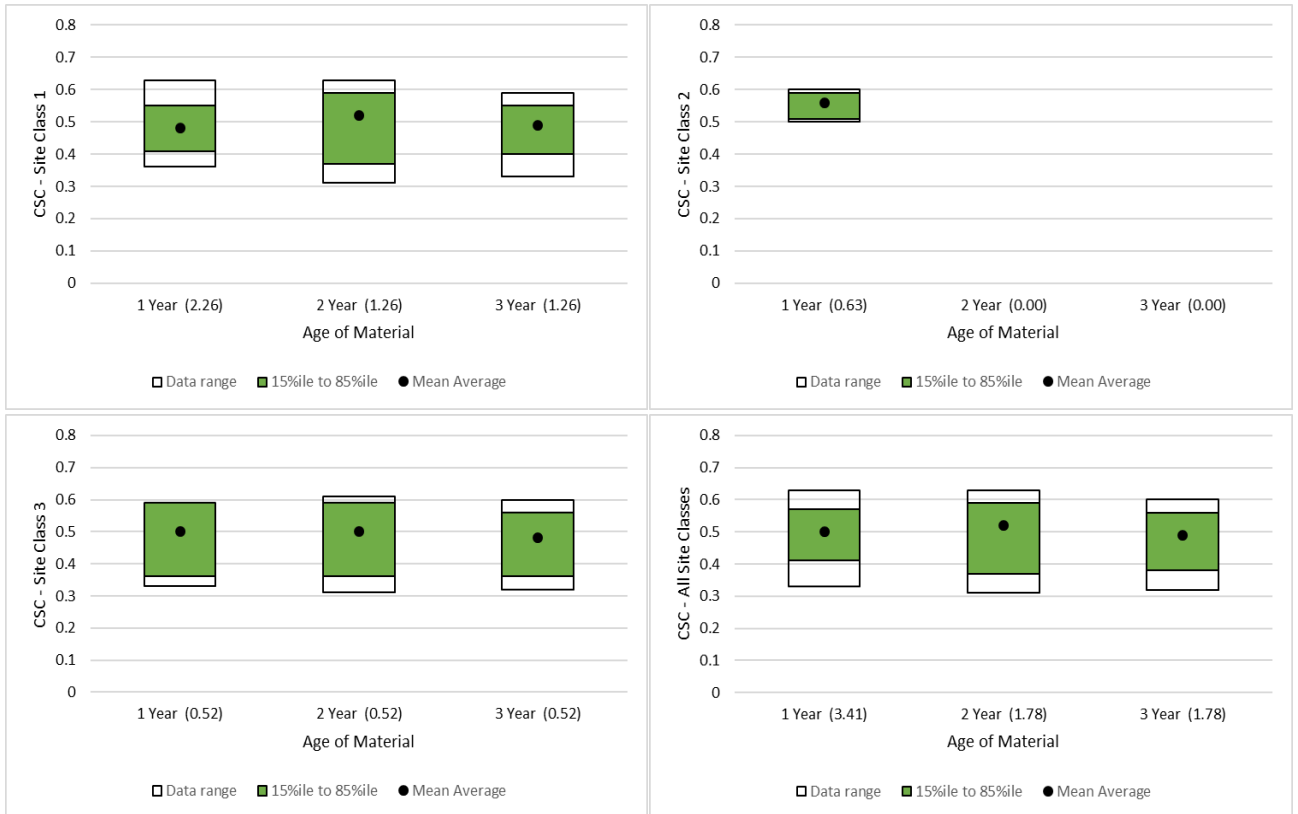 CSC - Site Class 1
0.8
0.7
0.6
0.5
0.4
0.3
0.2
0.1
0
1 Year (2.26) 2 Year (1.26) 3 Year (1.26)
Age of Material
Data range 15%ile to 85%ile Mean Average
CSC - Site Class 2
0.8
0.7
0.6
0.5
0.4
0.3
0.2
0.1
0
1 Year (0.63) 2 Year (0.00) 3 Year (0.00)
Age of Material
Data range 15%ile to 85%ile Mean Average
CSC - Site Class 3
0.8
0.7
0.6
0.5
0.4
0.3
0.2
0.1
0
1 Year (0.52) 2 Year (0.52) 3 Year (0.52)
Age of Material
Data range 15%ile to 85%ile Mean Average
CSC - All Site Classes
0.8
0.7
0.6
0.5
0.4
0.3
0.2
0.1
0
1 Year (3.41) 2 Year (1.78) 3 Year (1.78)
Age of Material
Data range 15%ile to 85%ile Mean Average